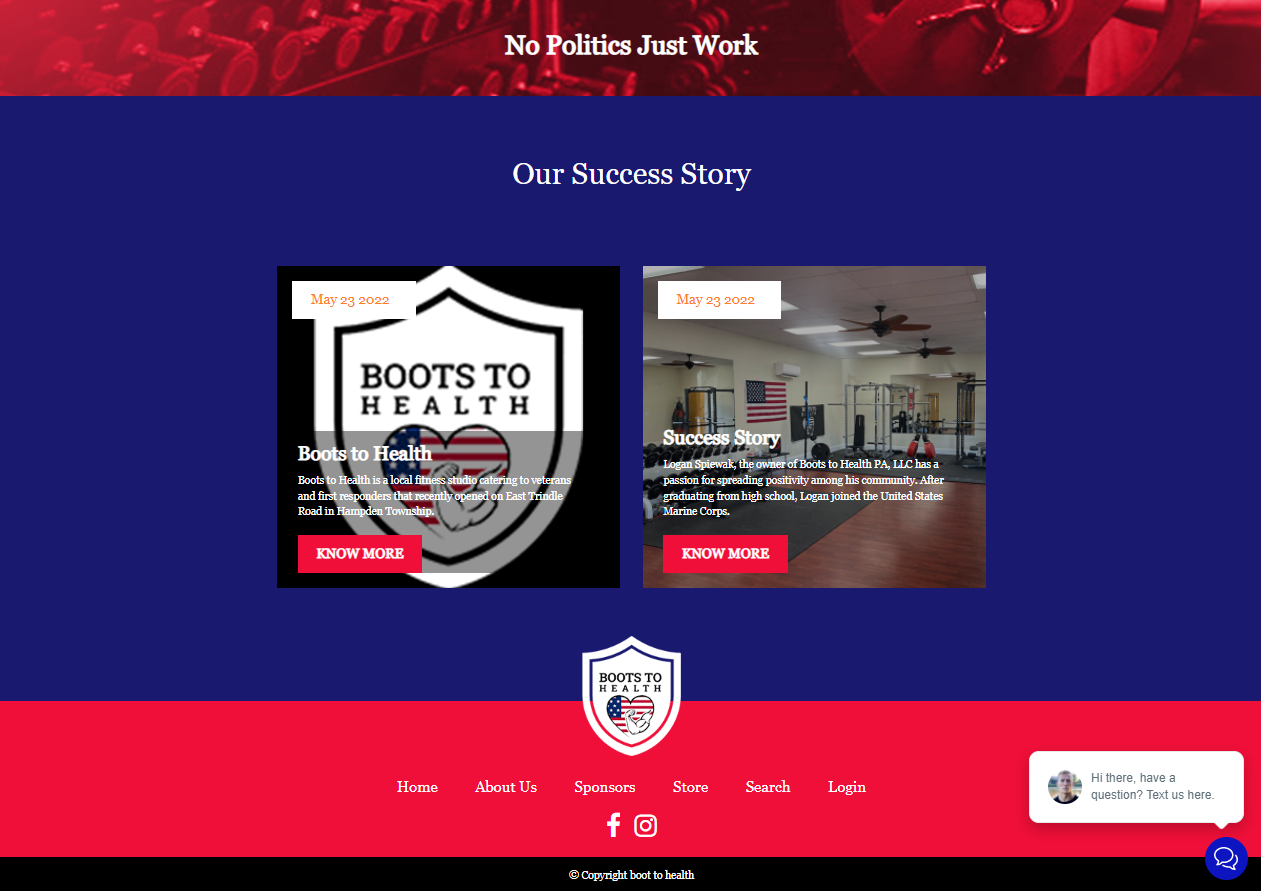 No Politics Just Work
Our Success Story
May 23 2022
BOOTS TO
HEALTH
Boots to Health
Boots to Health is a local fitness studio catering to veterans
and first responders that recently opened on East Trindle
Road in Hampden Township.
KNOW MORE
May 23 2022
Success Story
Logan Spiewak, the owner of Boots to Health PA, LLC has a
passion for spreading positivity among his community. After
graduating from high school, Logan joined the United States
Marine Corps.
KNOW MORE
BOOTS TO
HEALTH
Home About Us Sponsors Store Search Login
Hi there, have a
question? Text us here.
© Copyright boot to health